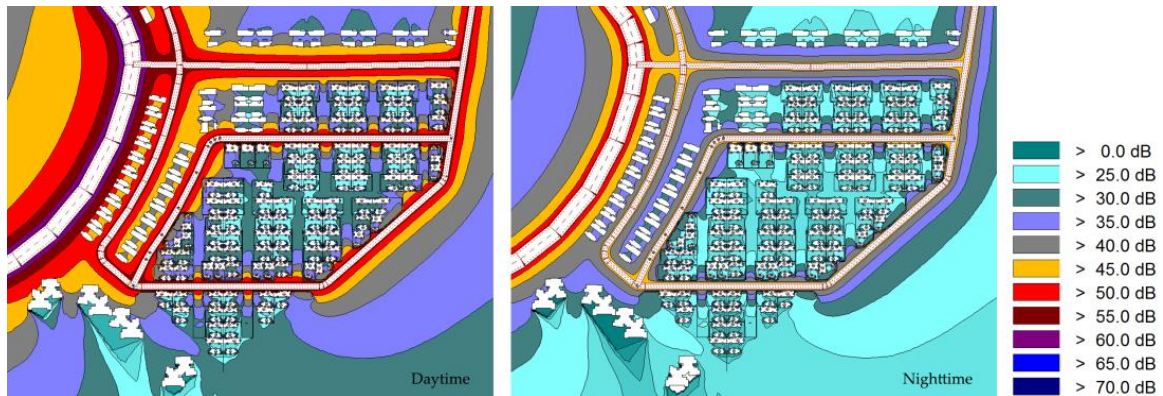 Daytime
Nighttime
> 0.0 dB
> 25.0 dB
> 30.0 dB
> 35.0 dB
> 40.0 dB
> 45.0 dB
> 50.0 dB
> 55.0 dB
> 60.0 dB
> 65.0 dB
> 70.0 dB